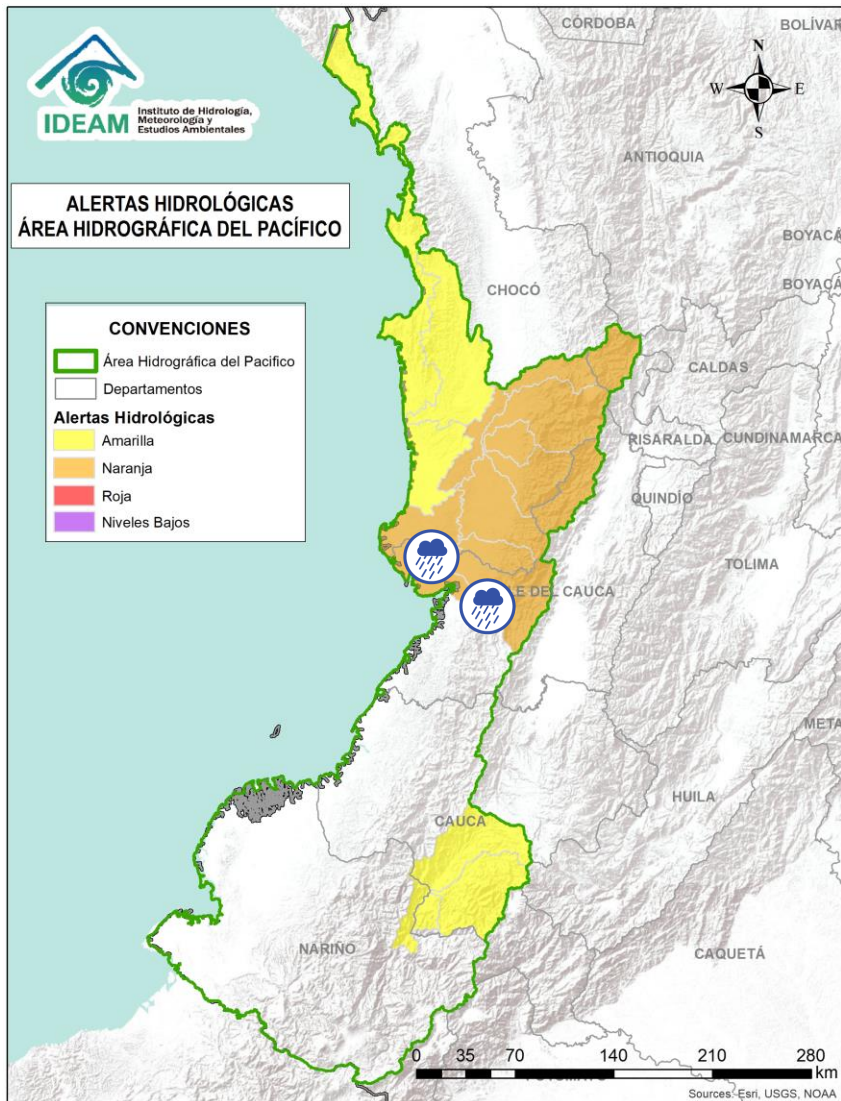 CÓRDOBA
BOLÍVAR
N
W
E
S
IDEAM
Instituto de Hidrología,
Meteorología y
Estudios Ambientales
ANTIOQUIA
ALERTAS HIDROLÓGICAS
ÁREA HIDROGRÁFICA DEL PACÍFICO
BOYACÁ
BOYACÁ
CHOCÓ
CONVENCIONES
Área Hidrográfica del Pacifico
Departamentos
Alertas Hidrológicas
Amarilla
Naranja
Roja
Niveles Bajos
CALDAS
RISARALDA
CUNDINAMARCA
QUINDÍO
TOLIMA
LE DEL CAUCA
META
HUILA
CAUCA
NARIÑO
CAQUETÁ
0 35 70 140 210 280
km
Sources: Esri, USGS, NOAA